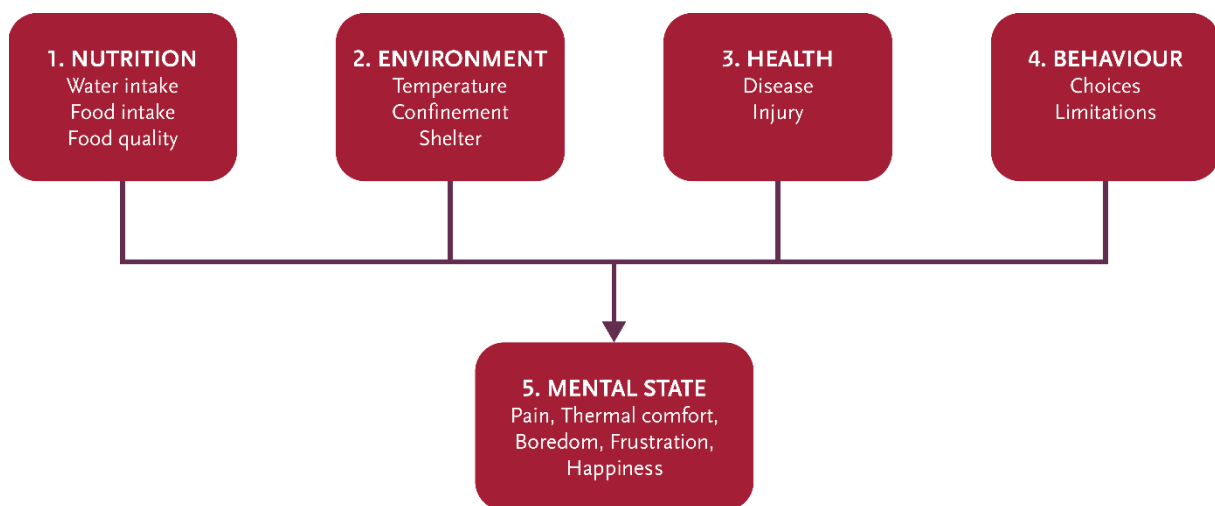 1. NUTRITION
Water intake
Food intake
Food quality
2. ENVIRONMENT
Temperature
Confinement
Shelter
3. HEALTH
Disease
Injury
4. BEHAVIOUR
Choices
Limitations
5. MENTAL STATE
Pain, Thermal comfort,
Boredom, Frustration,
Happiness